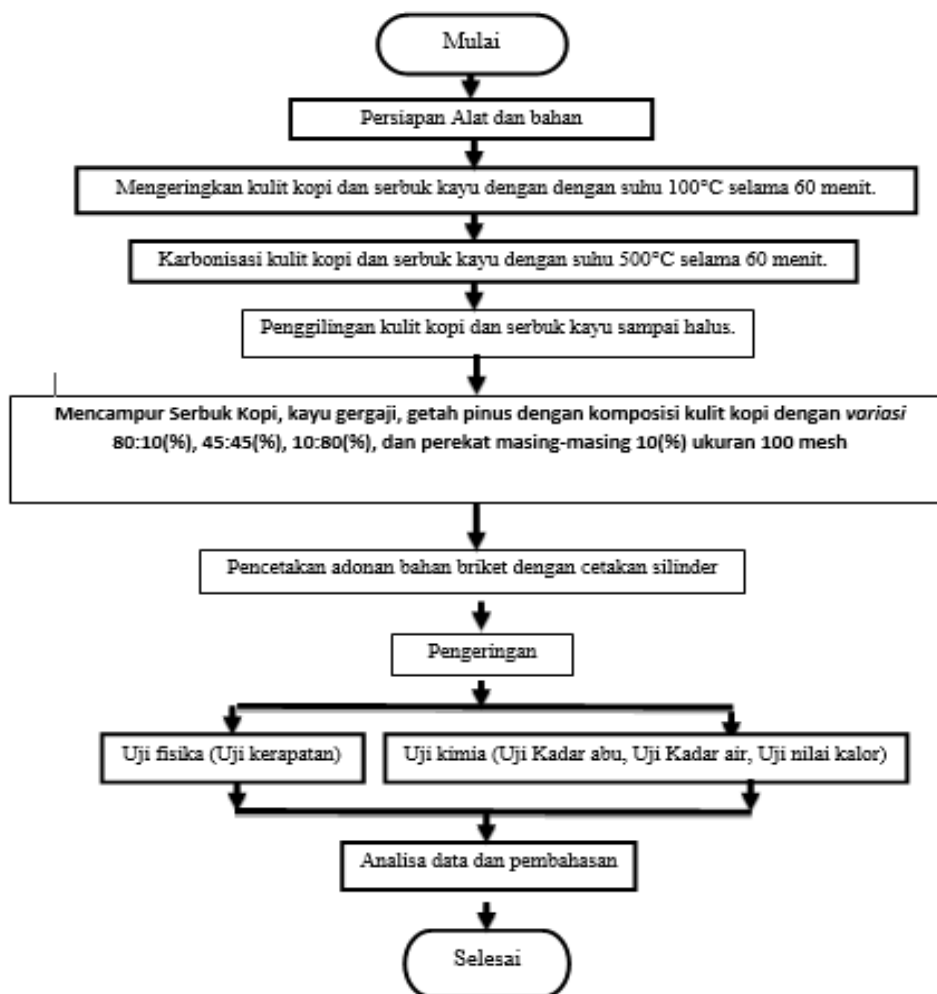 Mulai
Persiapan Alat dan bahan
Mengeringkan kulit kopi dan serbuk kayu dengan dengan suhu 100°C selama 60 menit.
Karbonisasi kulit kopi dan serbuk kayu dengan suhu 500°C selama 60 menit.
Penggilingan kulit kopi dan serbuk kayu sampai halus.
Mencampur Serbuk Kopi, kayu gergaji, getah pinus dengan komposisi kulit kopi dengan variasi
80:10(%), 45:45(%), 10:80(%), dan perekat masing-masing 10(%) ukuran 100 mesh
Pencetakan adonan bahan briket dengan cetakan silinder
Pengeringan
Uji fisika (Uji kerapatan)
Uji kimia (Uji Kadar abu, Uji Kadar air, Uji nilai kalor)
Analisa data dan pembahasan
Selesai